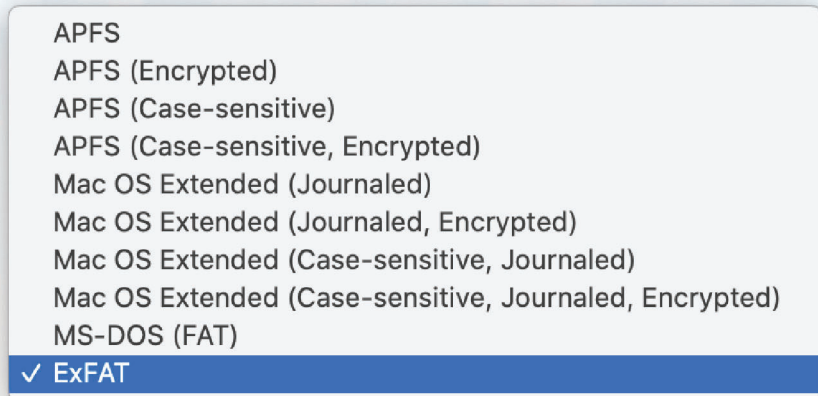 APFS
APFS (Encrypted)
APFS (Case-sensitive)
APFS (Case-sensitive, Encrypted)
Mac OS Extended (Journaled)
Mac OS Extended (Journaled, Encrypted)
Mac OS Extended (Case-sensitive, Journaled)
Mac OS Extended (Case-sensitive, Journaled, Encrypted)
MS-DOS (FAT)
✓ ExFAT